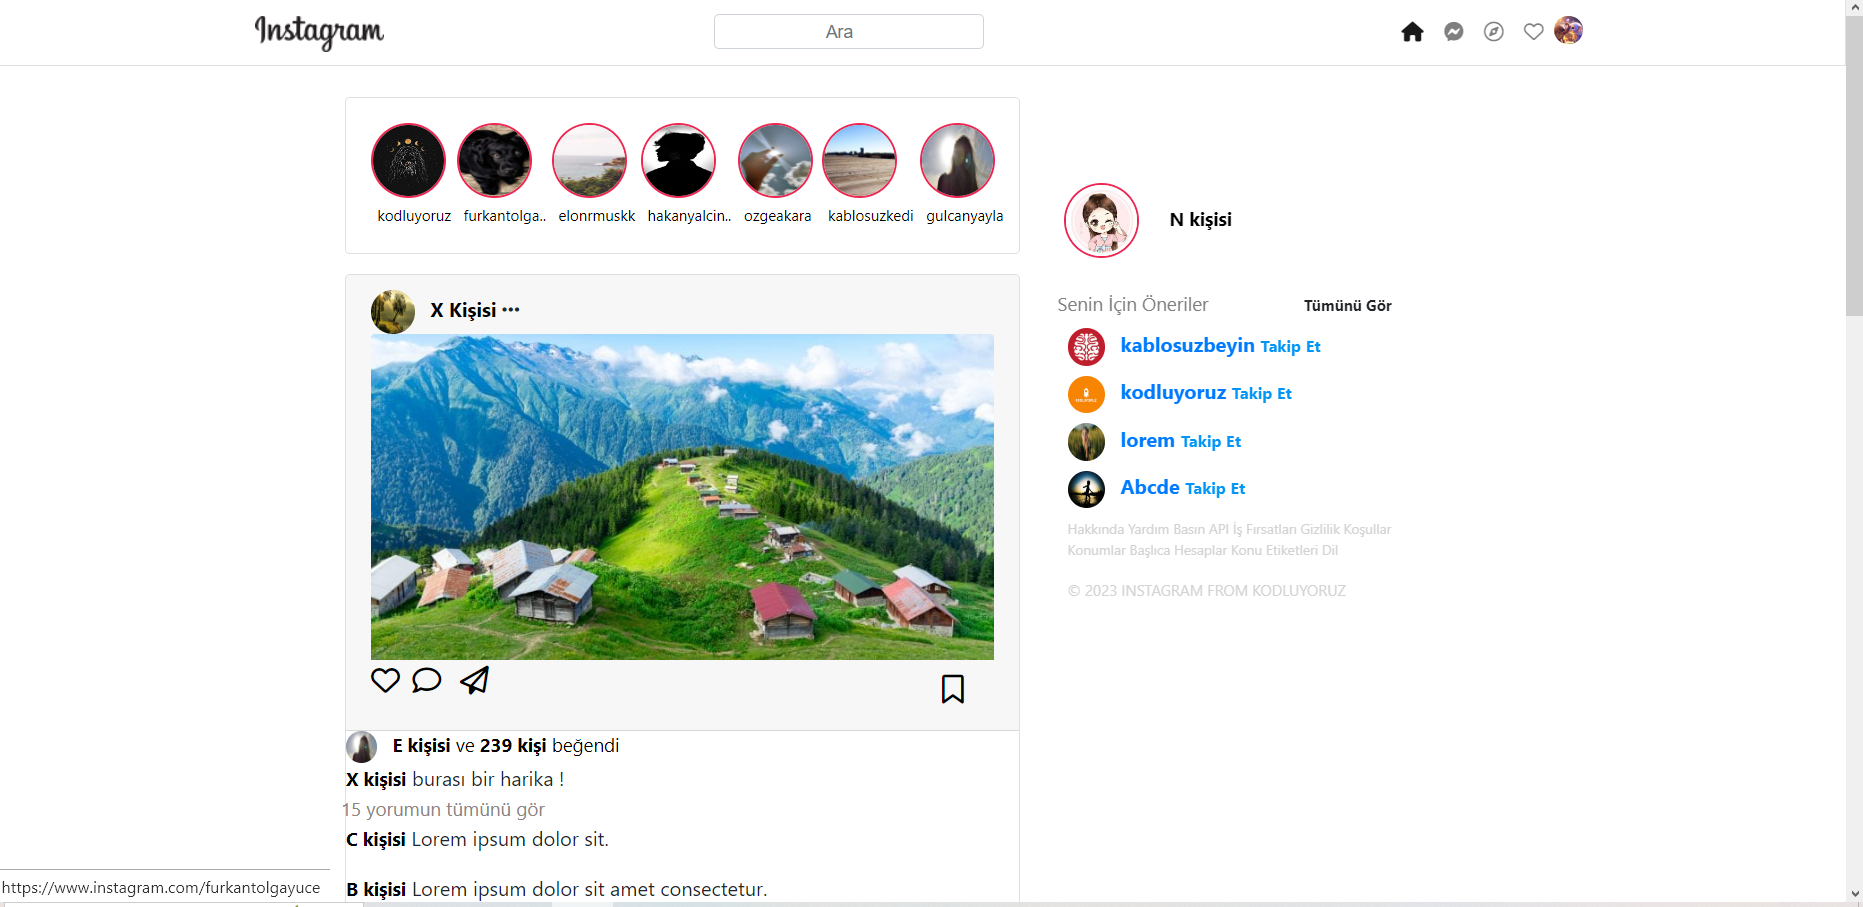 Instagram
Ara
kodluyoruz furkantolga.. elonrmuskk hakanyalcin.. ozgeakara kablosuzkedi gulcanyayla
N kişisi
X Kişisi •••
Senin İçin Öneriler Tümünü Gör
kablosuzbeyin Takip Et
kodluyoruz Takip Et
lorem Takip Et
Abcde Takip Et
Hakkında Yardım Basın API İş Fırsatları Gizlilik Koşullar
Konumlar Başlıca Hesaplar Konu Etiketleri Dil
© 2023 INSTAGRAM FROM KODLUYORUZ
E kişisi ve 239 kişi beğendi
X kişisi burası bir harika !
15 yorumun tümünü gör
C kişisi Lorem ipsum dolor sit.
B kişisi Lorem ipsum dolor sit amet consectetur.
https://www.instagram.com/furkantolgayuce